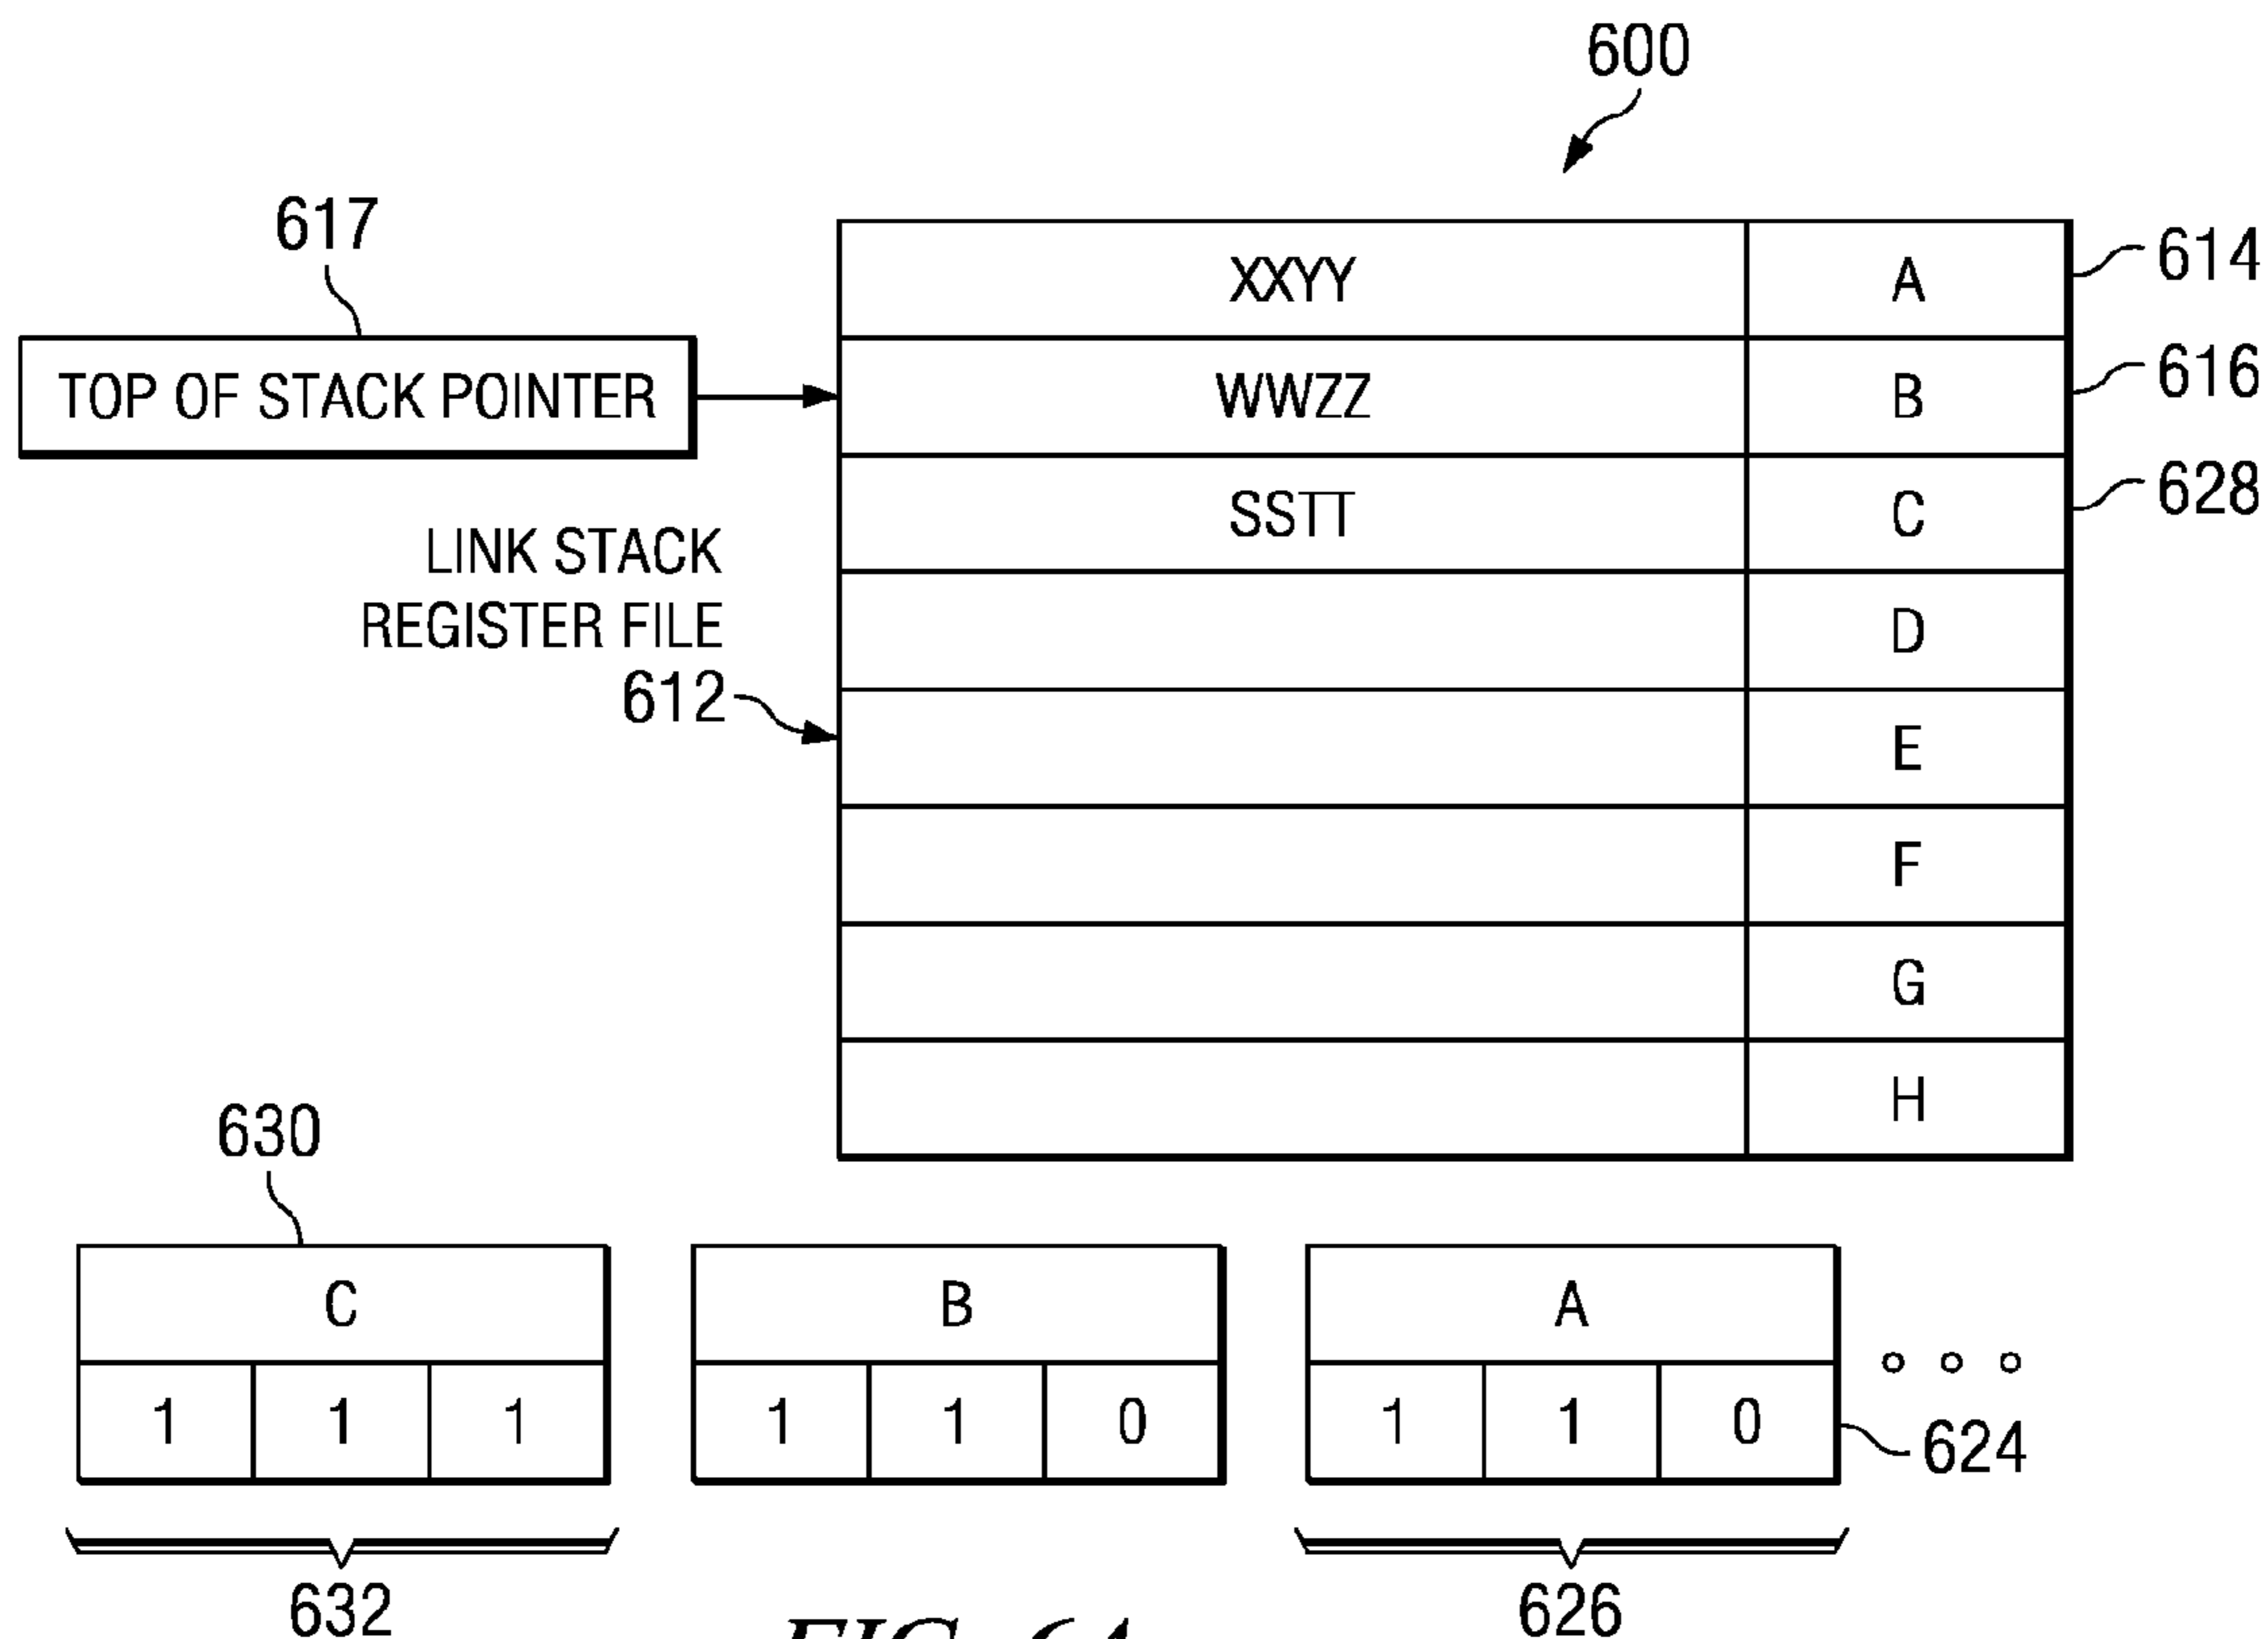 600
617
XXYY A 614
TOP OF STACK POINTER WWZZ B 616
SSTT C 628
LINK STACK
REGISTER FILE
612
D
E
F
G
H
630
C B A
1 1 1 1 1 0 1 1 0
624
632 626